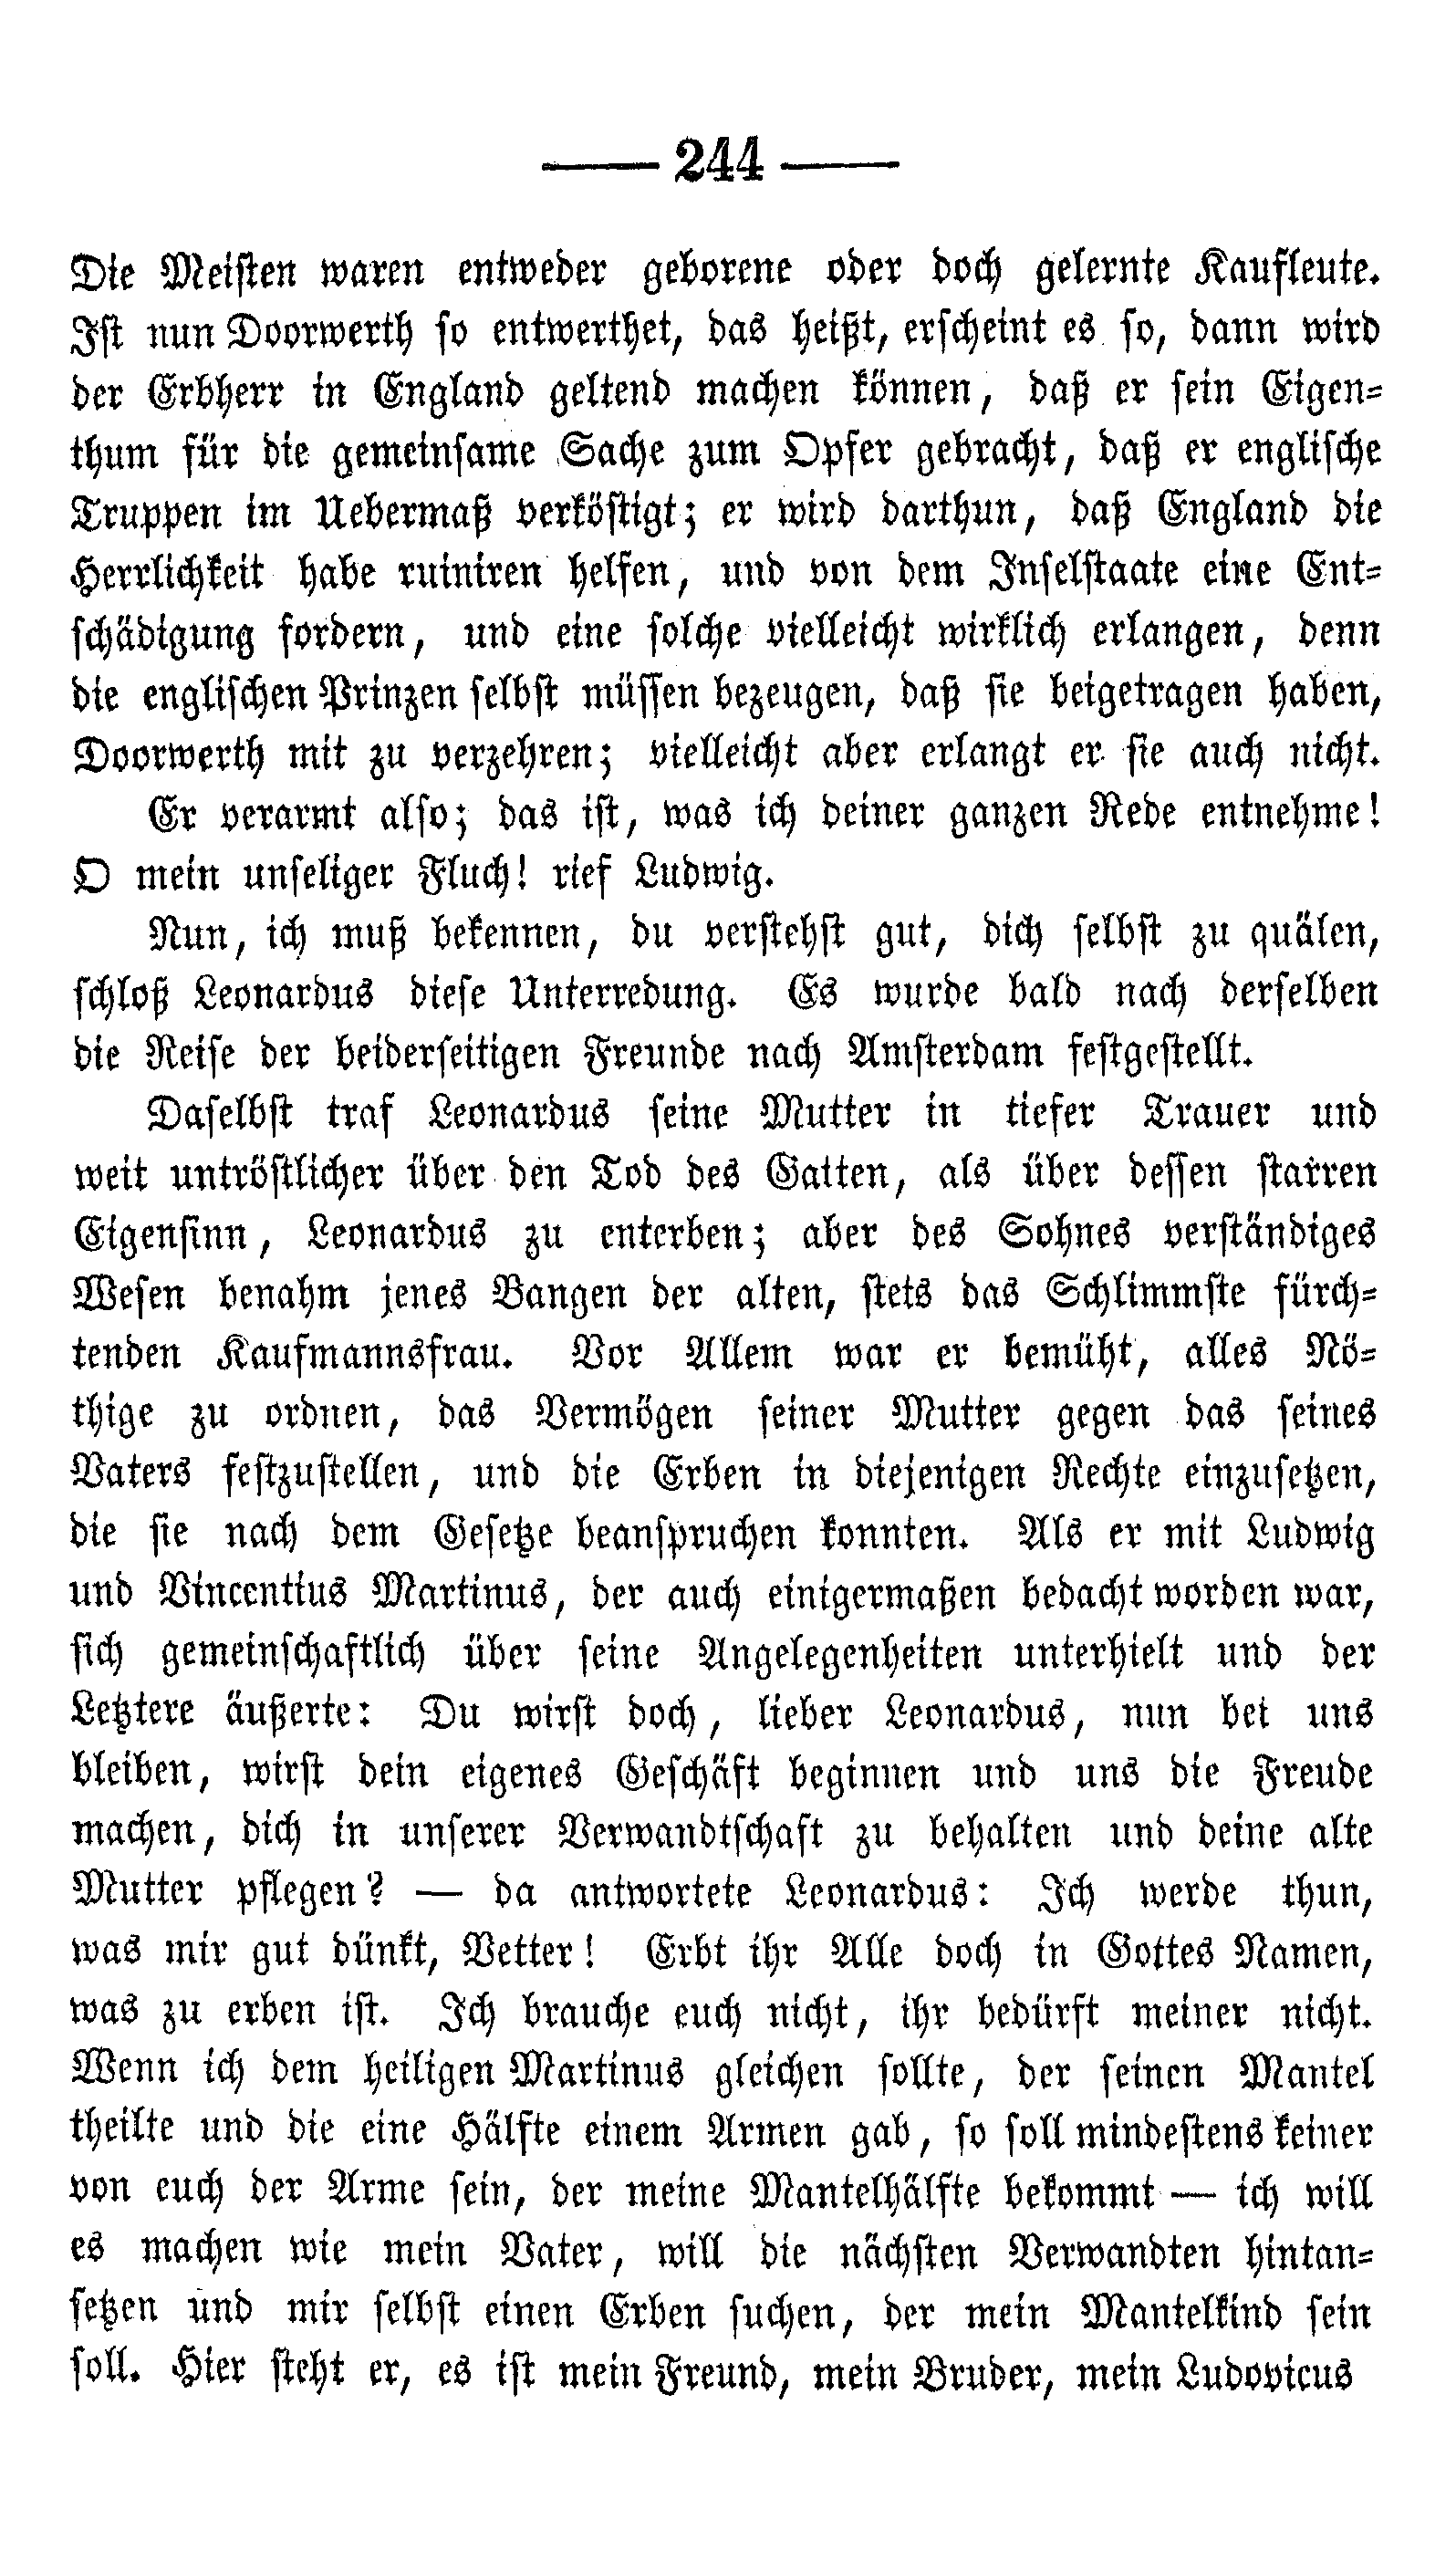 — 244 —
Die Meisten waren entweder geborene oder doch gelernte Kaufleute.
Ist nun Doorwerth so entwerthet, das heißt, erscheint es so, dann wird
der Erbherr in England geltend machen können, daß er sein Eigen=
thum für die gemeinsame Sache zum Opfer gebracht, daß er englische
Truppen im Uebermaß verköstigt; er wird darthun, daß England die
Herrlichkeit habe ruiniren helfen, und von dem Inselstaate eine Ent=
schädigung fordern, und eine solche vielleicht wirklich erlangen, denn
die englischen Prinzen selbst müssen bezeugen, daß sie beigetragen haben,
Doorwerth mit zu verzehren; vielleicht aber erlangt er sie auch nicht.
Er verarmt also; das ist, was ich deiner ganzen Rede entnehme!
O mein unseliger Fluch! rief Ludwig.
Nun, ich muß bekennen, du verstehst gut, dich selbst zu quälen,
schloß Leonardus diese Unterredung. Es wurde bald nach derselben
die Reise der beiderseitigen Freunde nach Amsterdam festgestellt.
Daselbst traf Leonardus seine Mutter in tiefer Trauer und
weit untröstlicher über den Tod des Gatten, als über dessen starren
Eigensinn, Leonardus zu enterben; aber des Sohnes verständiges
Wesen benahm jenes Bangen der alten, stets das Schlimmste fürch=
tenden Kaufmannsfrau. Vor Allem war er bemüht, alles Nö=
thige zu ordnen, das Vermögen seiner Mutter gegen das seines
Vaters festzustellen, und die Erben in diejenigen Rechte einzusetzen,
die sie nach dem Gesetze beanspruchen konnten. Als er mit Ludwig
und Vincentius Martinus, der auch einigermaßen bedacht worden war,
sich gemeinschaftlich über seine Angelegenheiten unterhielt und der
Letztere äußerte: Du wirst doch, lieber Leonardus, nun bei uns
bleiben, wirst dein eigenes Geschäft beginnen und uns die Freude
machen, dich in unserer Verwandtschaft zu behalten und deine alte
Mutter pflegen? — da antwortete Leonardus: Ich werde thun,
was mir gut dünkt, Vetter! Erbt ihr Alle doch in Gottes Namen,
was zu erben ist. Ich brauche euch nicht, ihr bedürft meiner nicht.
Wenn ich dem heiligen Martinus gleichen sollte, der seinen Mantel
theilte und die eine Hälfte einem Armen gab, so soll mindestens keiner
von euch der Arme sein, der meine Mantelhälfte bekommt — ich will
es machen wie mein Vater, will die nächsten Verwandten hintan=
setzen und mir selbst einen Erben suchen, der mein Mantelkind sein
soll. Hier steht er, es ist mein Freund, mein Bruder, mein Ludovicus